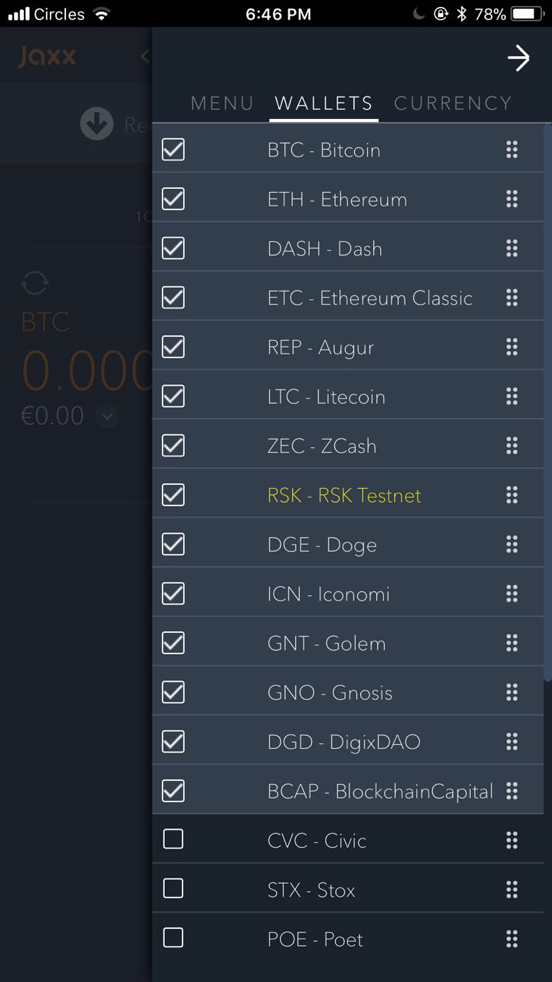 Circles 6:46 PM 78%
Jaxx
MENU WALLETS CURRENCY
BTC - Bitcoin
ETH - Ethereum
DASH - Dash
ETC - Ethereum Classic
BTC
REP - Augur
0.000
LTC - Litecoin
€0.00
ZEC - ZCash
RSK - RSK Testnet
DGE - Doge
ICN - Iconomi
GNT - Golem
GNO - Gnosis
DGD - DigixDAO
BCAP - BlockchainCapital
CVC - Civic
STX - Stox
POE - Poet